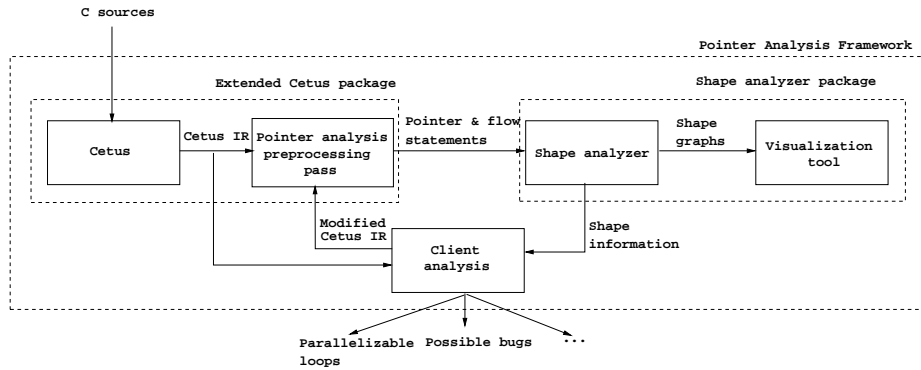 C sources
Pointer Analysis Framework
Extended Cetus package
Shape analyzer package
Cetus
Cetus IR
Pointer analysis
preprocessing
pass
Pointer & flow
statements
Shape analyzer
Shape
graphs
Visualization
tool
Modified
Cetus IR
Client
analysis
Shape
information
Parallelizable
loops
Possible bugs
...